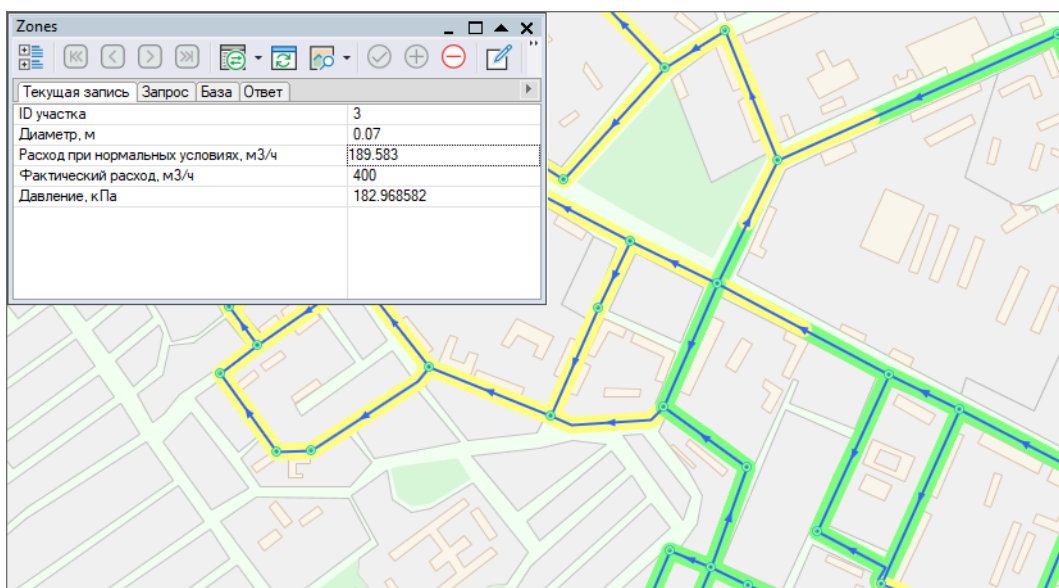 Zones
Текущая запись Запрос База Ответ
ID участка 3
Диаметр, м 0.07
Расход при нормальных условиях, м3/ч 189.583
Фактический расход, м3/ч 400
Давление, кПа 182.968582